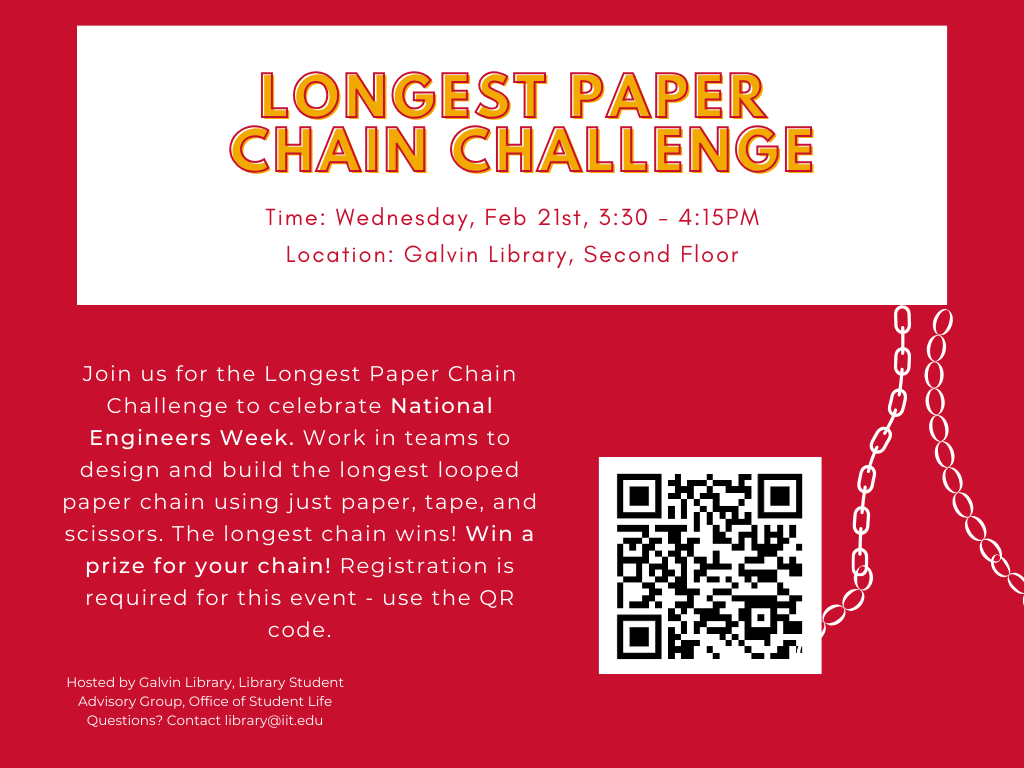 LONGEST PAPER
CHAIN CHALLENGE
Time: Wednesday, Feb 21st, 3:30 - 4:15PM
Location: Galvin Library, Second Floor
Join us for the Longest Paper Chain
Challenge to celebrate National
Engineers Week. Work in teams to
design and build the longest looped
paper chain using just paper, tape, and
scissors. The longest chain wins! Win a
prize for your chain! Registration is
required for this event - use the QR
code.
Hosted by Galvin Library, Library Student
Advisory Group, Office of Student Life
Questions? Contact library@iit.edu